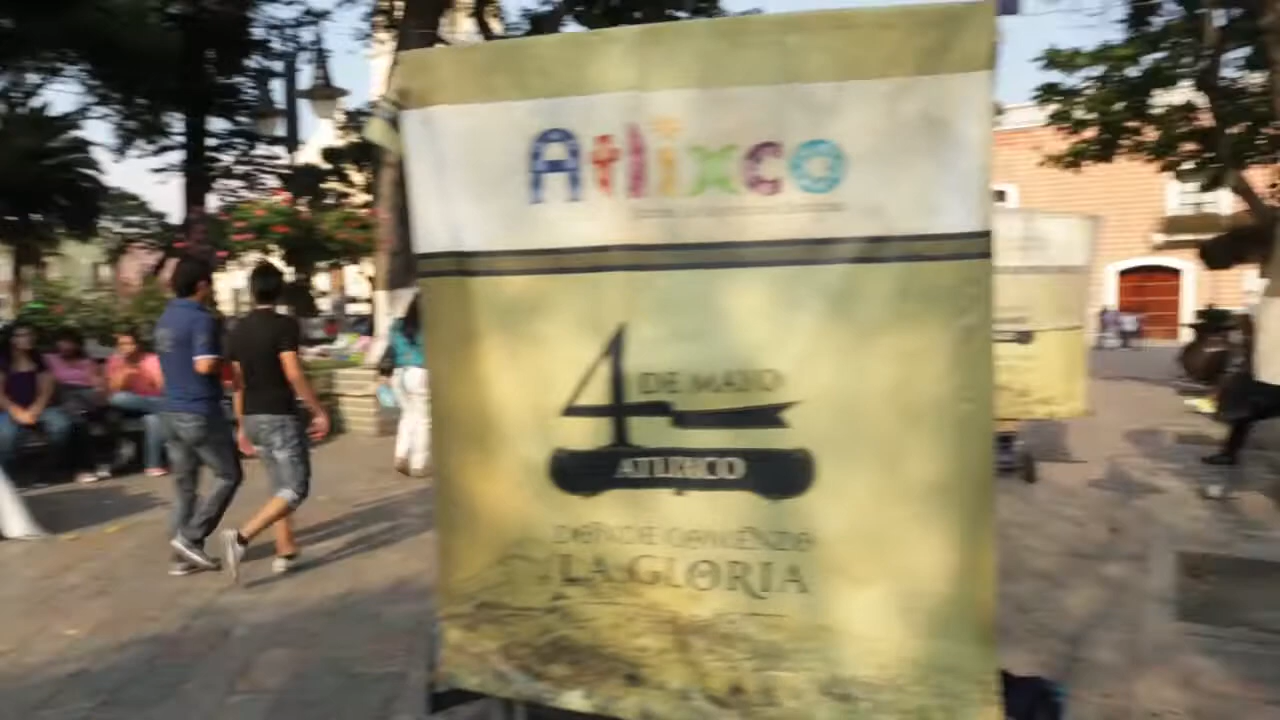 Atlixco
4 DE MAYO
ATLIXCO
DONDE COMENZÓ
LA GLORIA